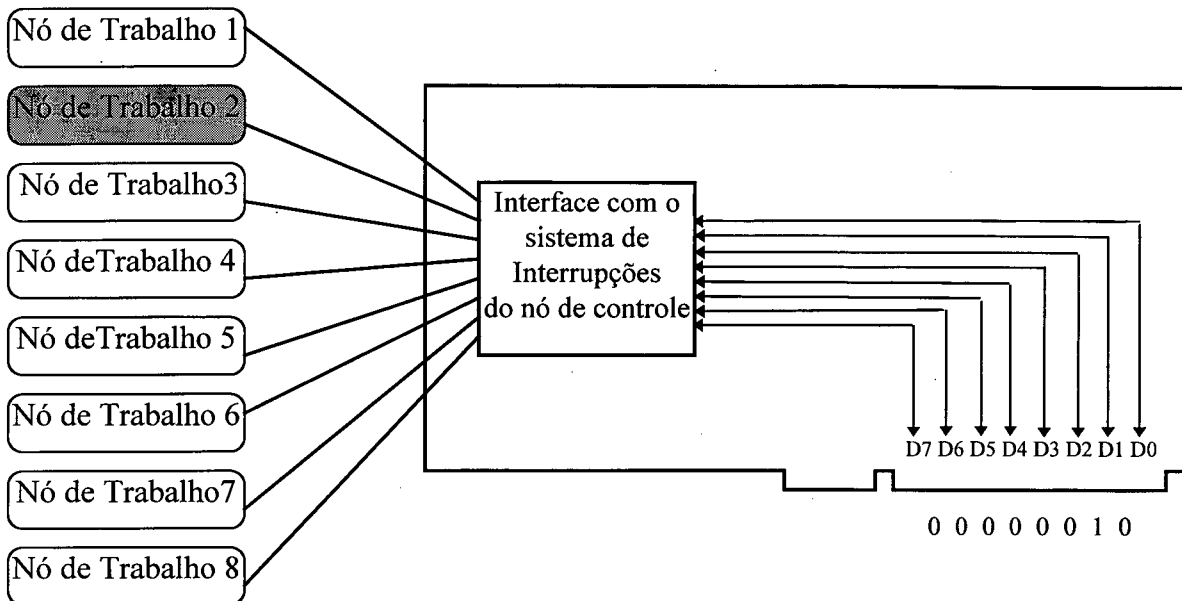 Nó de Trabalho 1
Nó de Trabalho 2
Nó de Trabalho3
Nó deTrabalho 4
Nó deTrabalho 5
Nó de Trabalho 6
Nó de Trabalho7
Nó de Trabalho 8
Interface com o
sistema de
Interrupções
do nó de controle
D7 D6 D5 D4 D3 D2 D1 D0
0 0 0 0 0 0 1 0